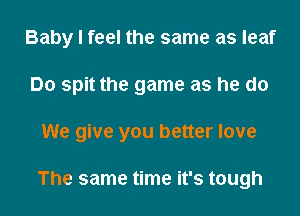 Baby I feel the same as leaf
Do spit the game as he do
We give you better love
The same time it's tough